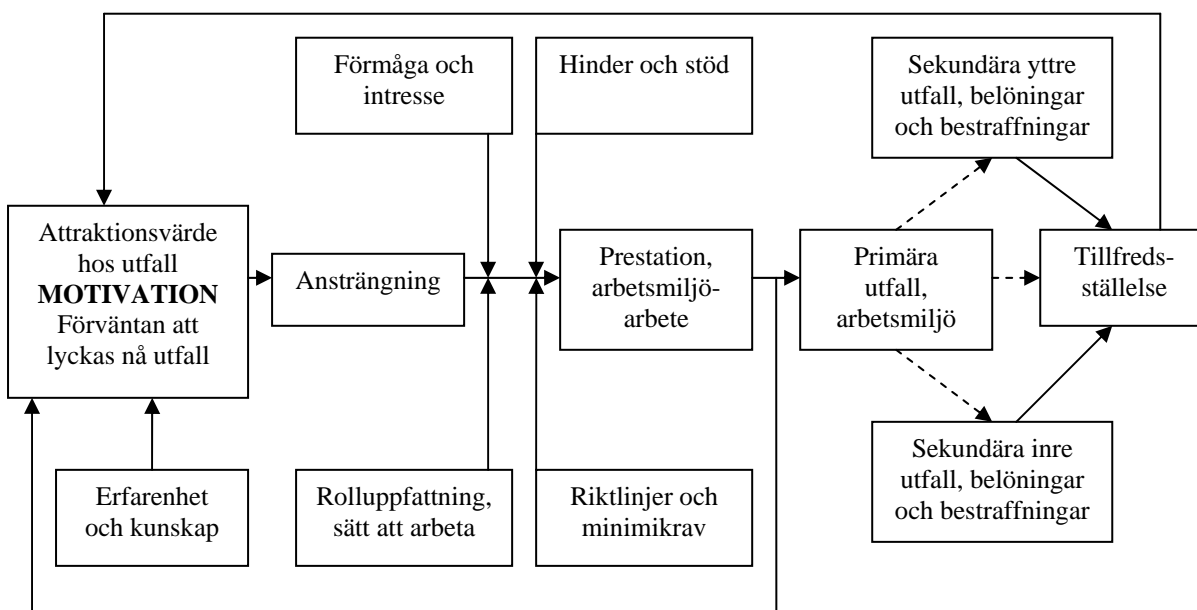 Förmåga och
intresse
Hinder och stöd
Sekundära yttre
utfall, belöningar
och bestraffningar
Attraktionsvärde
hos utfall
MOTIVATION
Förväntan att
lyckas nå utfall
Ansträngning
Prestation,
arbetsmiljö-
arbete
Primära
utfall,
arbetsmiljö
Tillfreds-
ställelse
Erfarenhet
och kunskap
Rolluppfattning,
sätt att arbeta
Riktlinjer och
minimikrav
Sekundära inre
utfall, belöningar
och bestraffningar